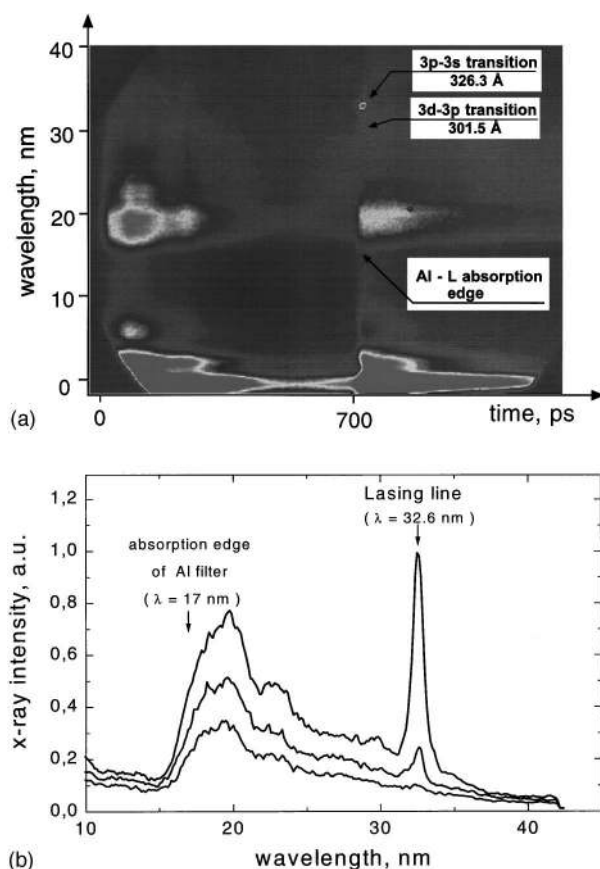 40
3p-3s transition
326.3 Å
3d-3p transition
301.5 Å
30
wavelength, nm
20
Al - L absorption
edge
10
0
(a)
0
700
time, ps
1,2
Lasing line
( λ = 32.6 nm )
1,0
absorption edge
of Al filter
( λ = 17 nm )
0,8
x-ray intensity, a.u.
0,6
0,4
0,2
0,0
10
20
30
40
(b)
wavelength, nm